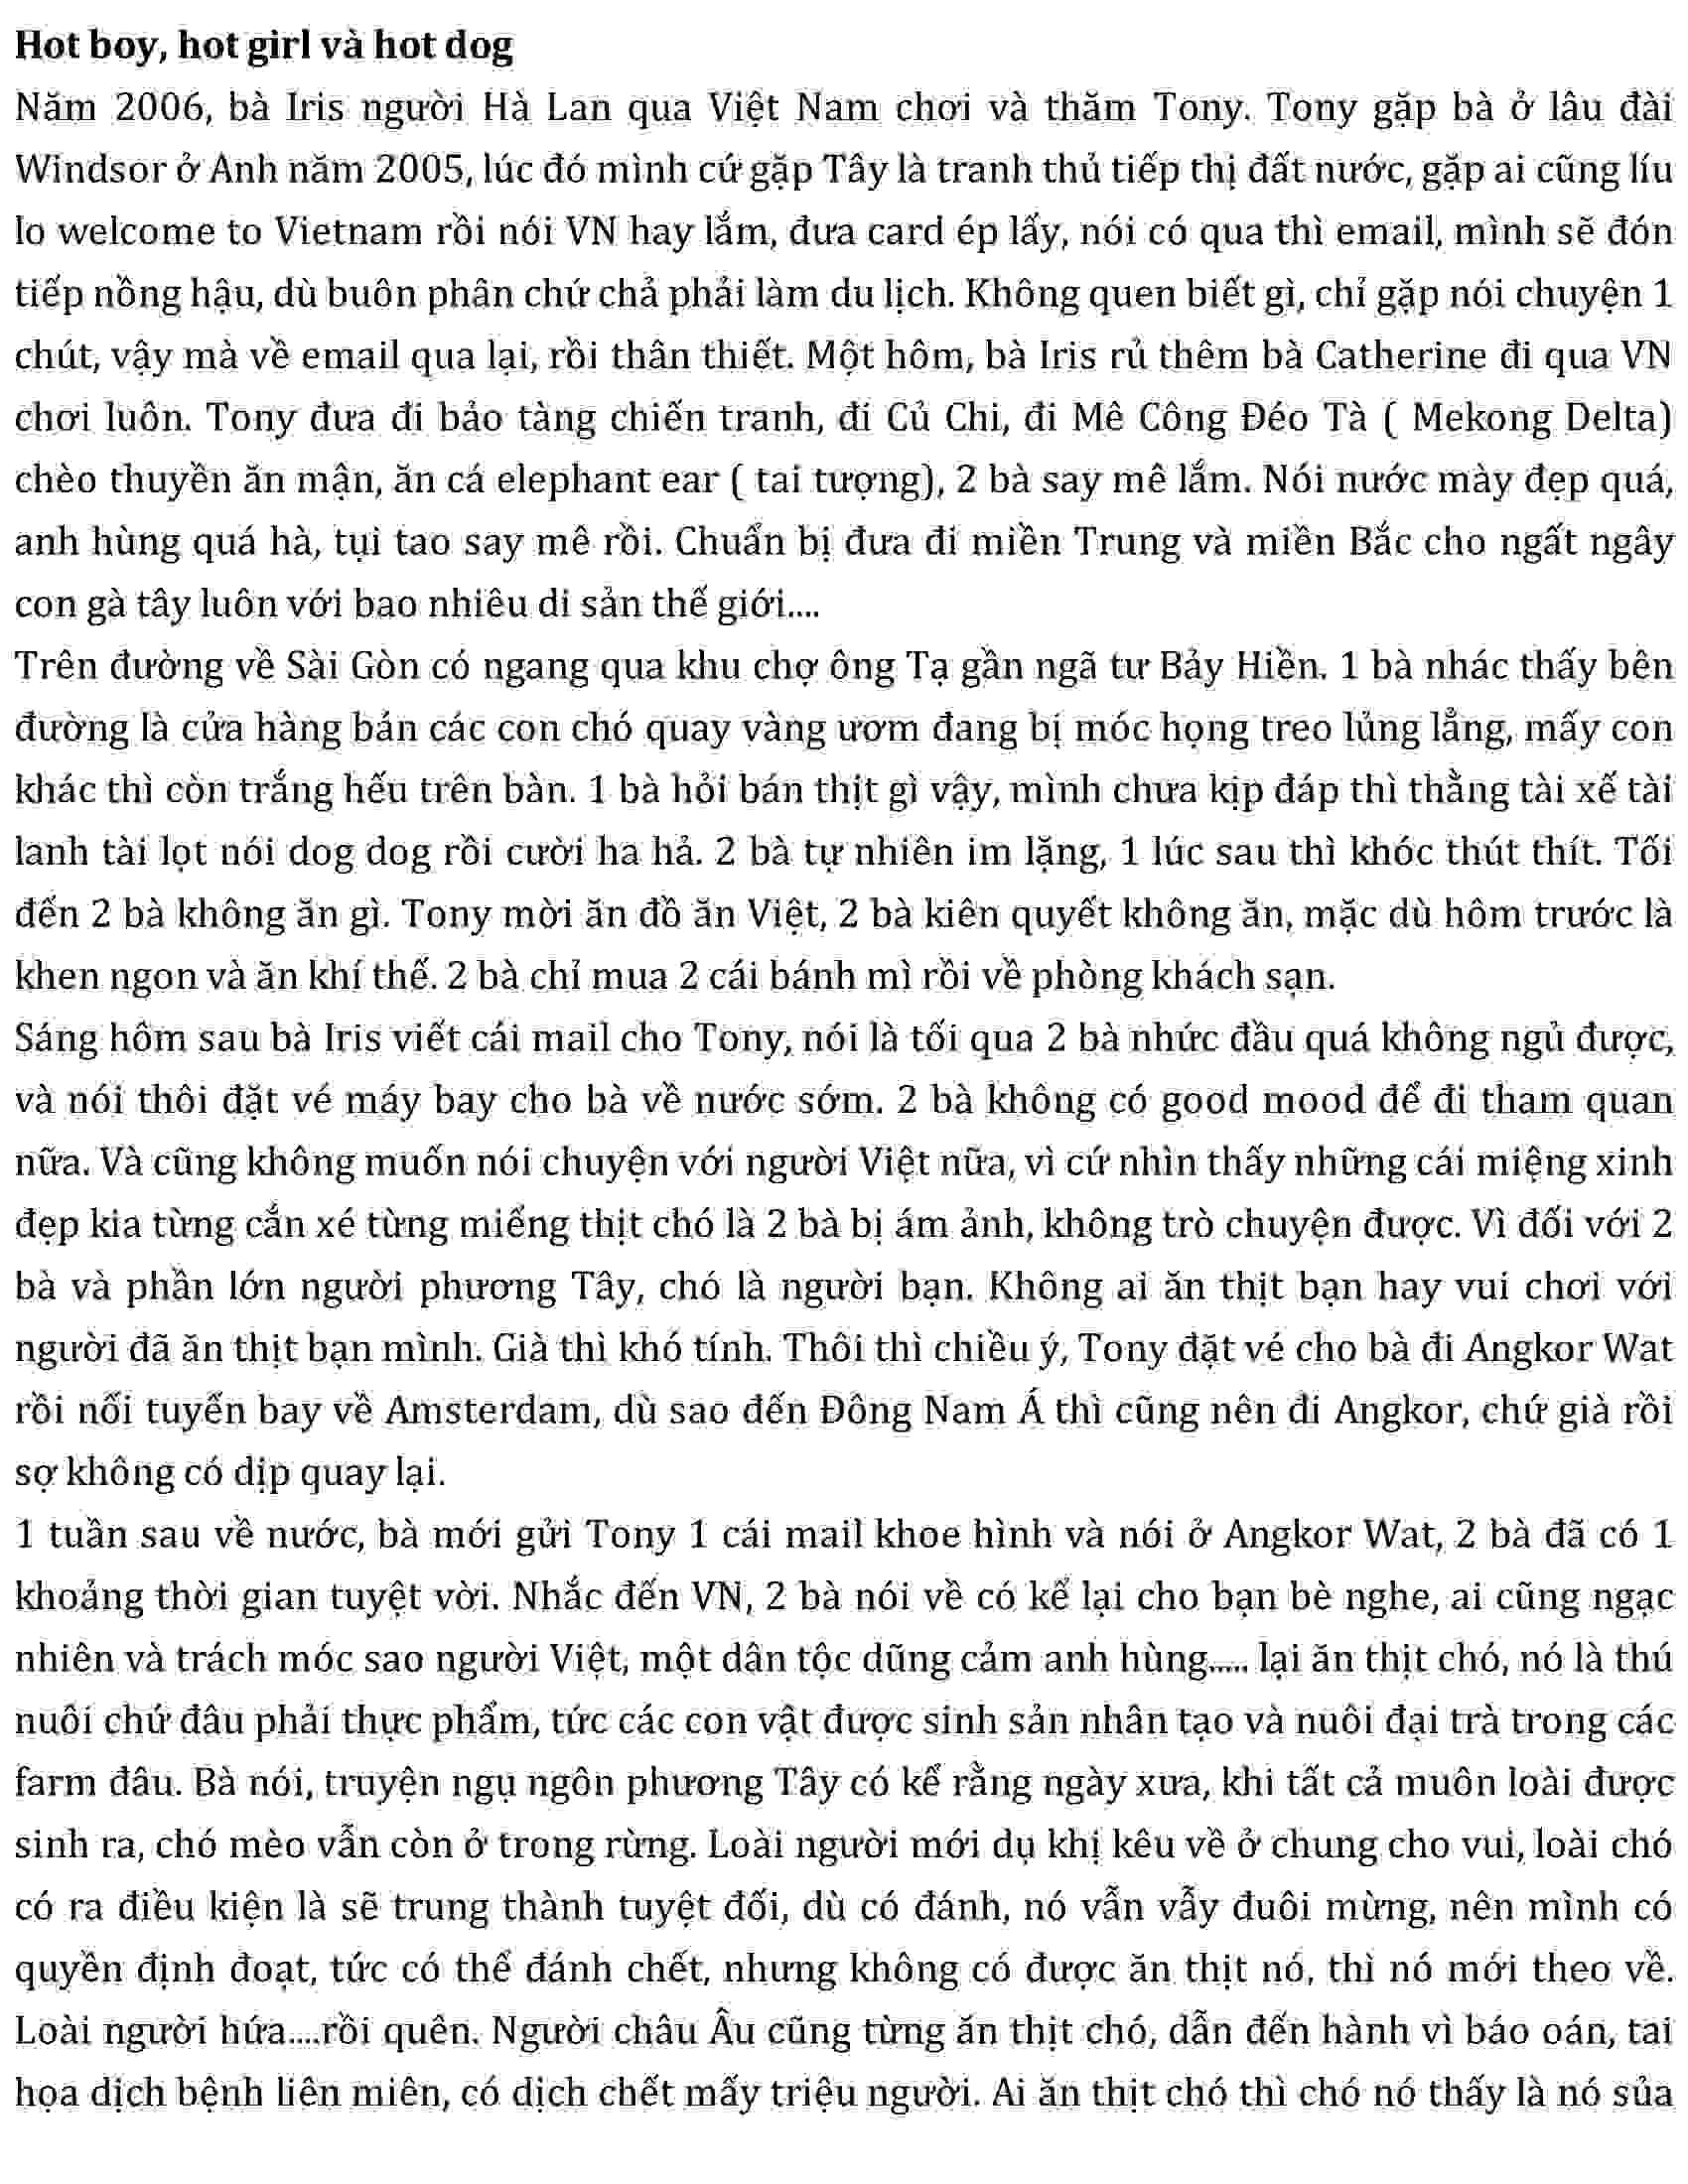 Hot boy, hot girl và hot dog
Năm 2006, bà Iris người Hà Lan qua Việt Nam chơi và thăm Tony. Tony gặp bà ở lâu đài
Windsor ở Anh năm 2005, lúc đó mình cứ gặp Tây là tranh thủ tiếp thị đất nước, gặp ai cũng líu
lo welcome to Vietnam rồi nói VN hay lắm, đưa card ép lấy, nói có qua thì email, mình sẽ đón
tiếp nồng hậu, dù buôn phân chứ chả phải làm du lịch. Không quen biết gì, chỉ gặp nói chuyện 1
chút, vậy mà về email qua lại, rồi thân thiết. Một hôm, bà Iris rủ thêm bà Catherine đi qua VN
chơi luôn. Tony đưa đi bảo tàng chiến tranh, đi Củ Chi, đi Mê Công Đéo Tà ( Mekong Delta)
chèo thuyền ăn mận, ăn cá elephant ear ( tai tượng), 2 bà say mê lắm. Nói nước mày đẹp quá,
anh hùng quá hà, tụi tao say mê rồi. Chuẩn bị đưa đi miền Trung và miền Bắc cho ngất ngây
con gà tây luôn với bao nhiêu di sản thế giới....
Trên đường về Sài Gòn có ngang qua khu chợ ông Tạ gần ngã tư Bảy Hiền. 1 bà nhác thấy bên
đường là cửa hàng bán các con chó quay vàng ươm đang bị móc họng treo lủng lẳng, mấy con
khác thì còn trắng hếu trên bàn. 1 bà hỏi bán thịt gì vậy, mình chưa kịp đáp thì thằng tài xế tài
lanh tài lọt nói dog dog rồi cười ha hả. 2 bà tự nhiên im lặng, 1 lúc sau thì khóc thút thít. Tối
đến 2 bà không ăn gì. Tony mời ăn đồ ăn Việt, 2 bà kiên quyết không ăn, mặc dù hôm trước là
khen ngon và ăn khí thế. 2 bà chỉ mua 2 cái bánh mì rồi về phòng khách sạn.
Sáng hôm sau bà Iris viết cái mail cho Tony, nói là tối qua 2 bà nhức đầu quá không ngủ được,
và nói thôi đặt vé máy bay cho bà về nước sớm. 2 bà không có good mood để đi tham quan
nữa. Và cũng không muốn nói chuyện với người Việt nữa, vì cứ nhìn thấy những cái miệng xinh
đẹp kia từng cắn xé từng miếng thịt chó là 2 bà bị ám ảnh, không trò chuyện được. Vì đối với 2
bà và phần lớn người phương Tây, chó là người bạn. Không ai ăn thịt bạn hay vui chơi với
người đã ăn thịt bạn mình. Già thì khó tính. Thôi thì chiều ý, Tony đặt vé cho bà đi Angkor Wat
rồi nối tuyến bay về Amsterdam, dù sao đến Đông Nam Á thì cũng nên đi Angkor, chứ già rồi
sợ không có dịp quay lại.
1 tuần sau về nước, bà mới gửi Tony 1 cái mail khoe hình và nói ở Angkor Wat, 2 bà đã có 1
khoảng thời gian tuyệt vời. Nhắc đến VN, 2 bà nói về có kể lại cho bạn bè nghe, ai cũng ngạc
nhiên và trách móc sao người Việt, một dân tộc dũng cảm anh hùng..... lại ăn thịt chó, nó là thú
nuôi chứ đâu phải thực phẩm, tức các con vật được sinh sản nhân tạo và nuôi đại trà trong các
farm đâu. Bà nói, truyện ngụ ngôn phương Tây có kể rằng ngày xưa, khi tất cả muôn loài được
sinh ra, chó mèo vẫn còn ở trong rừng. Loài người mới dụ khị kêu về ở chung cho vui, loài chó
có ra điều kiện là sẽ trung thành tuyệt đối, dù có đánh, nó vẫn vẫy đuôi mừng, nên mình có
quyền định đoạt, tức có thể đánh chết, nhưng không có được ăn thịt nó, thì nó mới theo về.
Loài người hứa....rồi quên. Người châu Âu cũng từng ăn thịt chó, dẫn đến hành vì báo oán, tai
họa dịch bệnh liên miên, có dịch chết mấy triệu người. Ai ăn thịt chó thì chó nó thấy là nó sủa